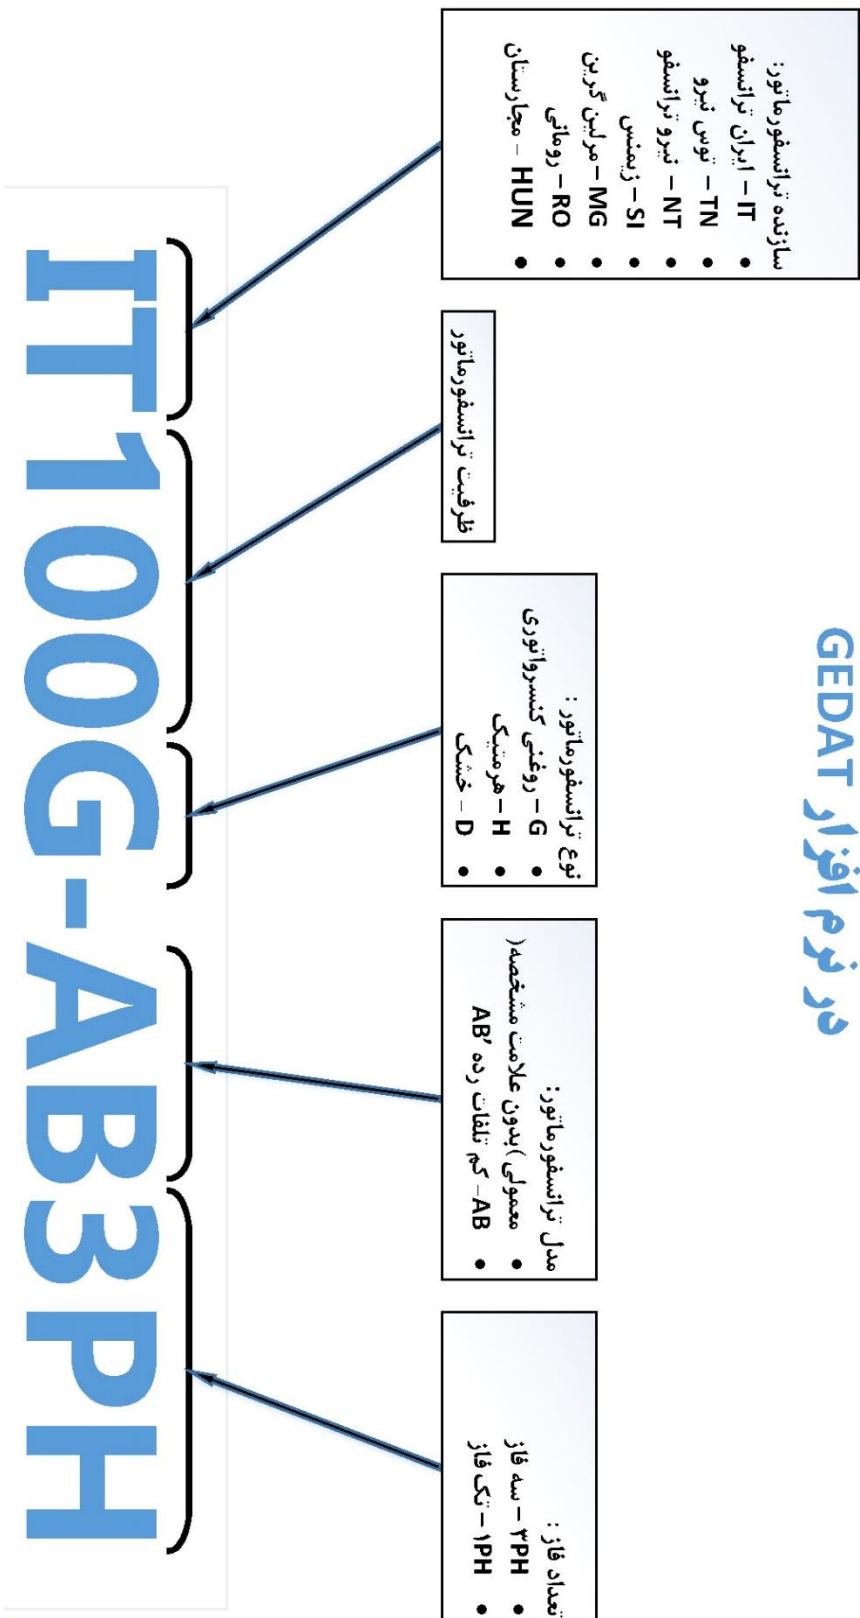 در نرم افزار GEDAT
سازنده ترانسفورماتور:
• IT – ایران ترانسفو
• TN – توس نیرو
• NT – نیرو ترانسفو
• SI – زیمنس
• MG – مرلین گرین
• RO – رومانی
• HUN – مجارستان
ظرفیت ترانسفورماتور
نوع ترانسفورماتور :
• G – روغنی کنسرواتوری
• H – هرمتیک
• D – خشک
مدل ترانسفورماتور:
• معمولی )بدون علامت مشخصه(
• AB – کم تلفات رده ’AB
تعداد فاز :
• ۳PH – سه فاز
• ۱PH – تک فاز
IT100G-AB3PH